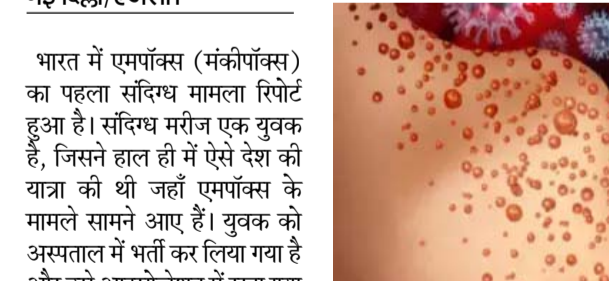 भारत में एमपॉक्स (मंकीपॉक्स)
का पहला संदिग्ध मामला रिपोर्ट
हुआ है। संदिग्ध मरीज एक युवक
है, जिसने हाल ही में ऐसे देश की
यात्रा की थी जहाँ एमपॉक्स के
मामले सामने आए हैं। युवक को
अस्पताल में भर्ती कर लिया गया है